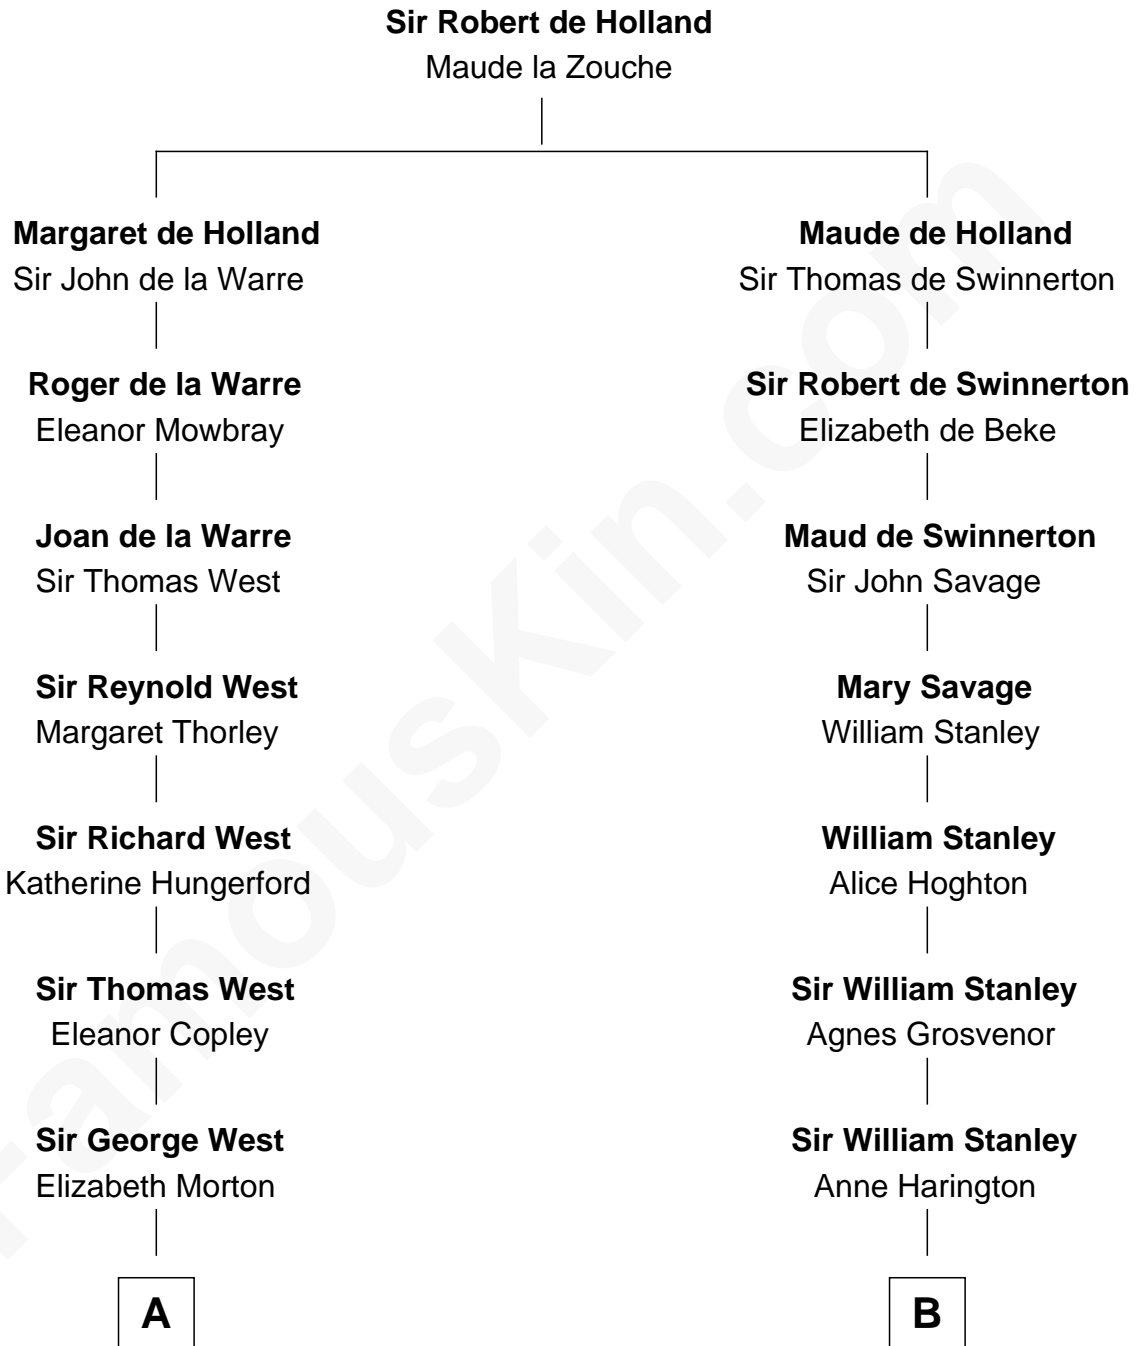 Sir Robert de Holland
Maude la Zouche
Margaret de Holland
Sir John de la Warre
Maude de Holland
Sir Thomas de Swinnerton
Roger de la Warre
Eleanor Mowbray
Sir Robert de Swinnerton
Elizabeth de Beke
Joan de la Warre
Sir Thomas West
Maud de Swinnerton
Sir John Savage
Sir Reynold West
Margaret Thorley
Mary Savage
William Stanley
Sir Richard West
Katherine Hungerford
William Stanley
Alice Hoghton
Sir Thomas West
Eleanor Copley
Sir William Stanley
Agnes Grosvenor
Sir George West
Elizabeth Morton
Sir William Stanley
Anne Harington
A
B
FamousKin.com